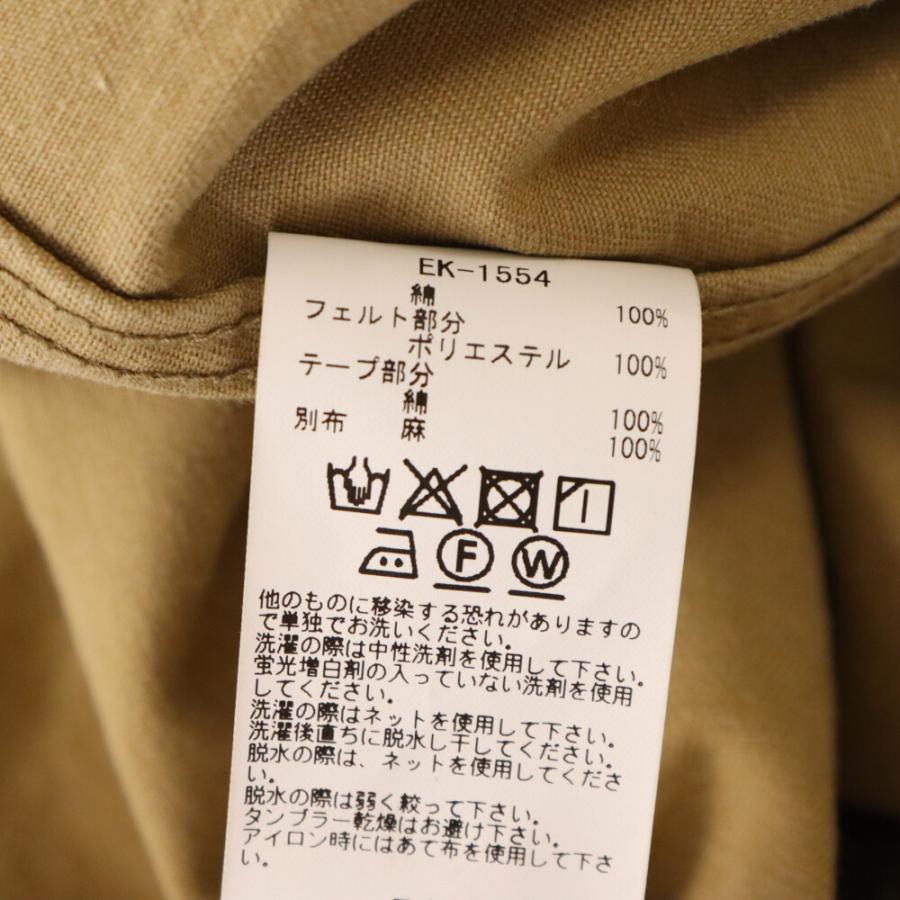 EK-1554
綿 100%
フェルト部分
ポリエステル 100%
テープ部分
綿 100%
別布 麻 100%
F W
他のものに移染する恐れがありますの
で単独でお洗いください。
洗濯の際は中性洗剤を使用して下さい。
蛍光増白剤の入っていない洗剤を使用
してください。
洗濯の際はネットを使用して下さい。
洗濯後直ちに脱水し干してください。
脱水の際は、ネットを使用してくださ
い。
脱水の際は弱く絞って下さい。
タンブラー乾燥はお避け下さい。
アイロン時にはあて布を使用して下さ
い。